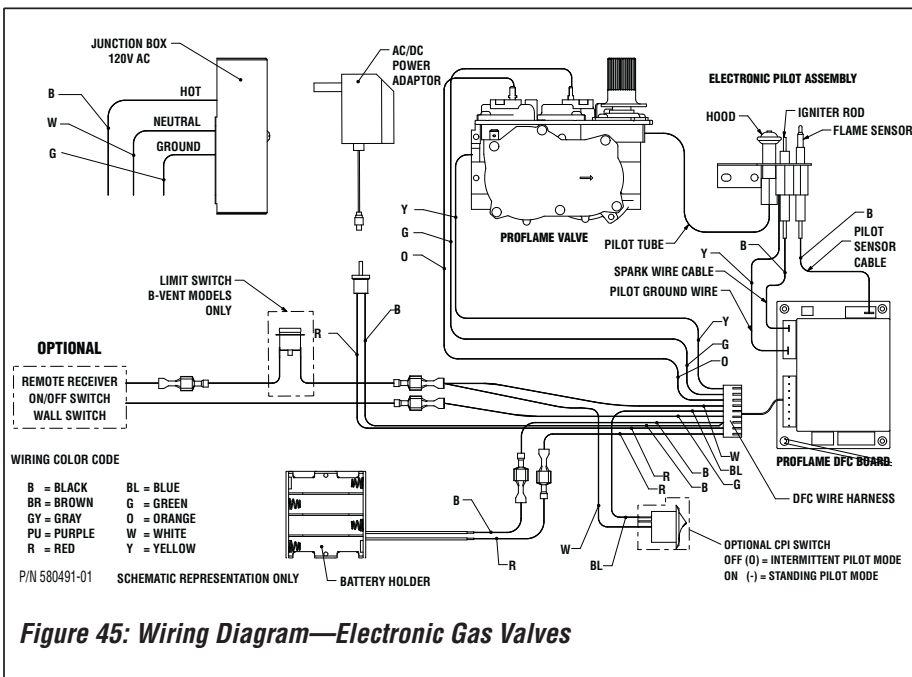 JUNCTION BOX
120V AC
HOT
B
NEUTRAL
W
GROUND
G
AC/DC
POWER
ADAPTOR
ELECTRONIC PILOT ASSEMBLY
HOOD
IGNITER ROD
FLAME SENSOR
Y
G
O
PROFLAME VALVE
PILOT TUBE
B
PILOT
SENSOR
CABLE
B
Y
SPARK WIRE CABLE
PILOT GROUND WIRE
LIMIT SWITCH
B-VENT MODELS
ONLY
R
B
Y
G
O
OPTIONAL
REMOTE RECEIVER
ON/OFF SWITCH
WALL SWITCH
W
BL
G
B
B
R
R
PROFLAME DFC BOARD
DFC WIRE HARNESS
WIRING COLOR CODE
B = BLACK BL = BLUE
BR = BROWN G = GREEN
GY = GRAY O = ORANGE
PU = PURPLE W = WHITE
R = RED Y = YELLOW
B
R
W
BL
OPTIONAL CPI SWITCH
OFF (O) = INTERMITTENT PILOT MODE
ON (-) = STANDING PILOT MODE
P/N 580491-01 SCHEMATIC REPRESENTATION ONLY
BATTERY HOLDER
Figure 45: Wiring Diagram—Electronic Gas Valves